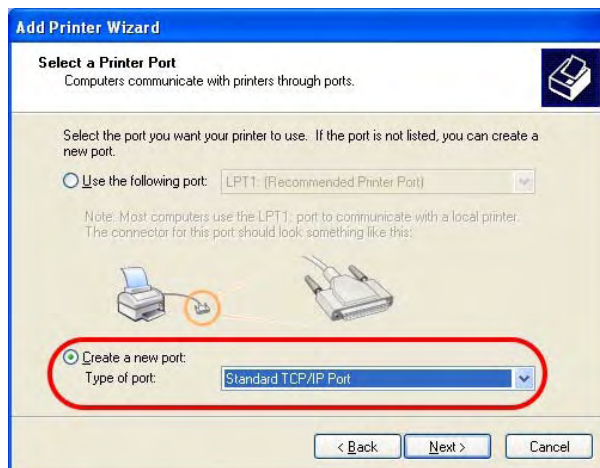 Add Printer Wizard
Select a Printer Port
Computers communicate with printers through ports.
Select the port you want your printer to use. If the port is not listed, you can create a
new port.
Use the following port: LPT1: (Recommended Printer Port)
Note: Most computers use the LPT1: port to communicate with a local printer.
The connector for this port should look something like this:
Create a new port:
Type of port: Standard TCP/IP Port
< Back Next > Cancel